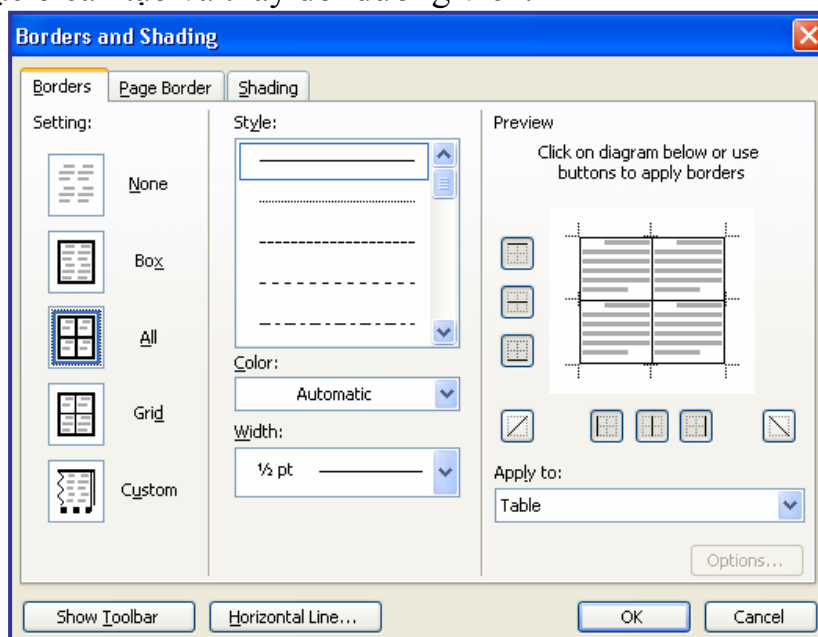 Borders and Shading
Borders
Page Border
Shading
Setting:
None
Box
All
Grid
Custom
Style:
Color:
Automatic
Width:
½ pt
Preview
Click on diagram below or use
buttons to apply borders
Apply to:
Table
Options...
Show Toolbar
Horizontal Line...
OK
Cancel